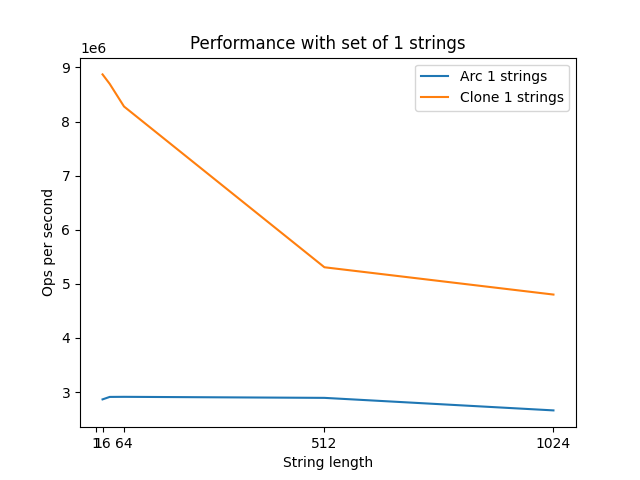 Performance with set of 1 strings
1e6
Arc 1 strings
Clone 1 strings
9
8
7
6
5
4
3
Ops per second
1 16 64 512 1024
String length